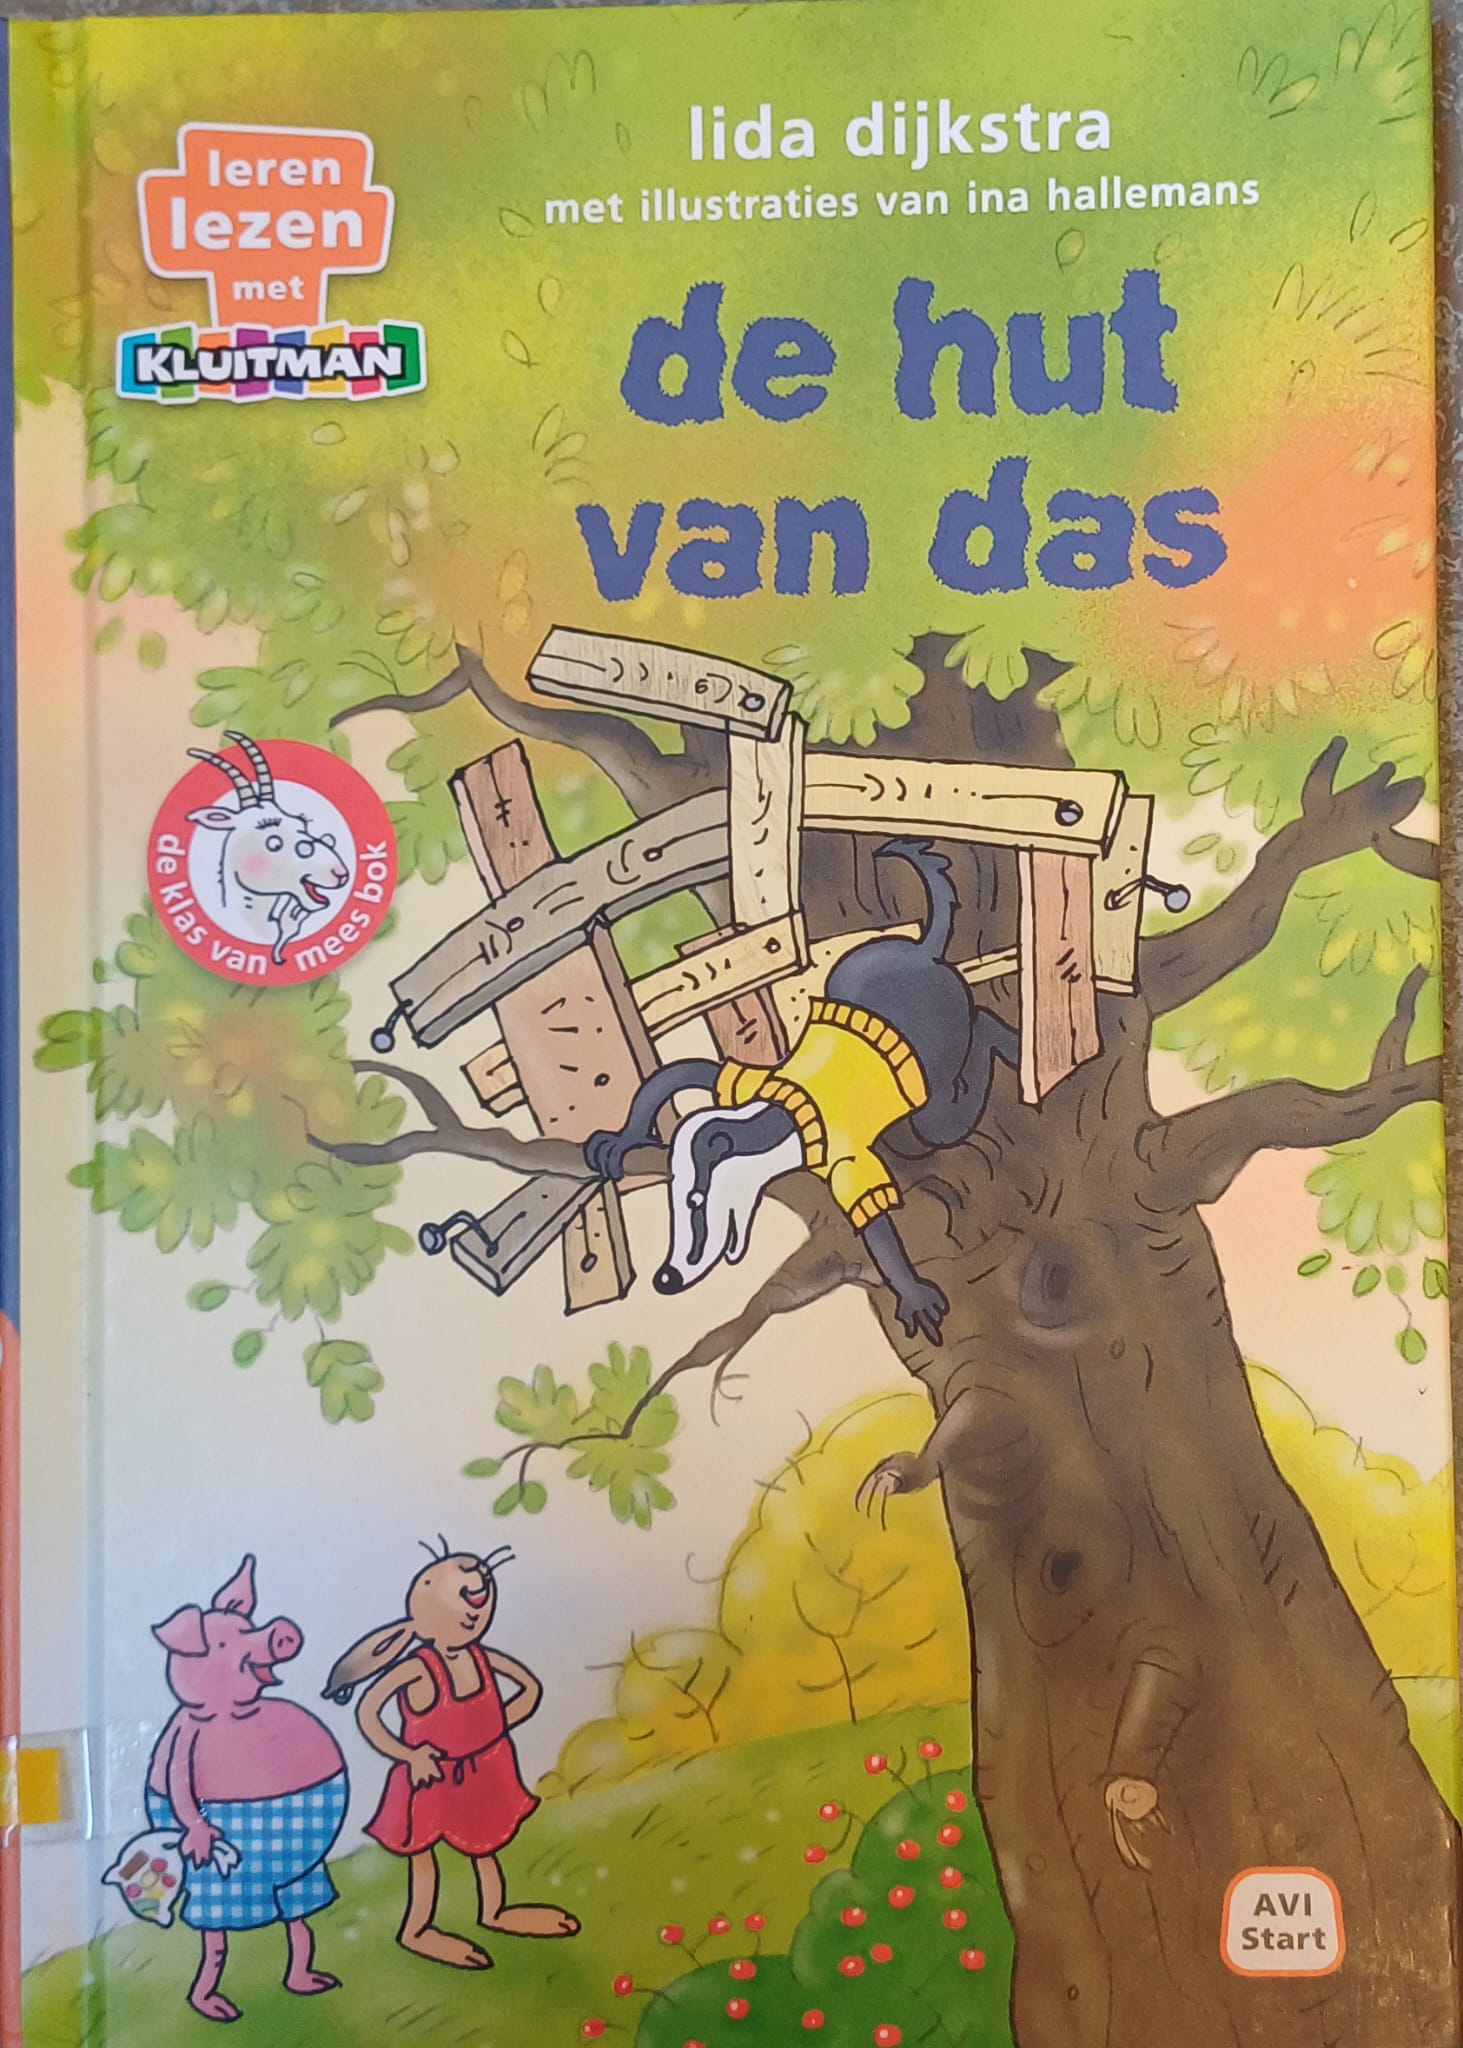 lida dijkstra
met illustraties van ina hallemans
leren
lezen
met
KLUITMAN
de hut
van das
de klas van mees bok
AVI
Start